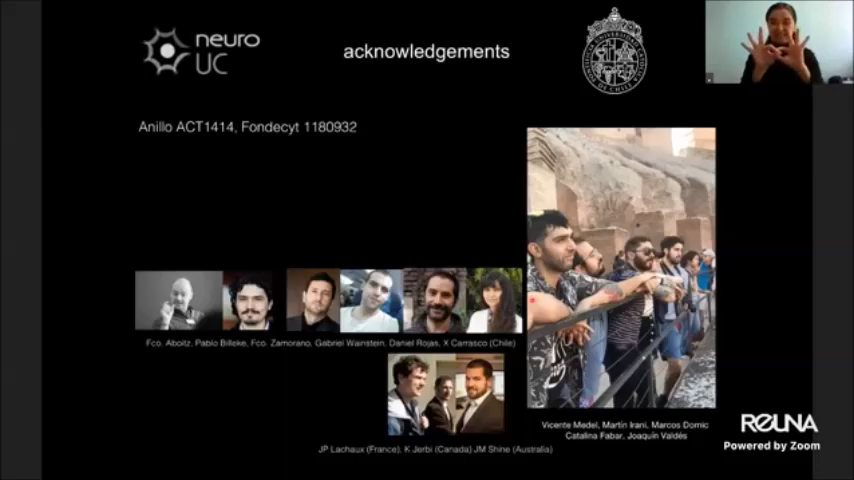 neuro
UC
acknowledgements
Anillo ACT1414, Fondecyt 1180932
Fco. Aboitz, Pablo Billeke, Fco. Zamorano, Gabriel Wainstein, Daniel Rojas, X Carrasco (Chile)
JP Lachaux (France), K Jerbi (Canada) JM Shine (Australia)
Vicente Medel, Martín Irani, Marcos Domic
Catalina Fabar, Joaquín Valdés
REUNA
Powered by Zoom